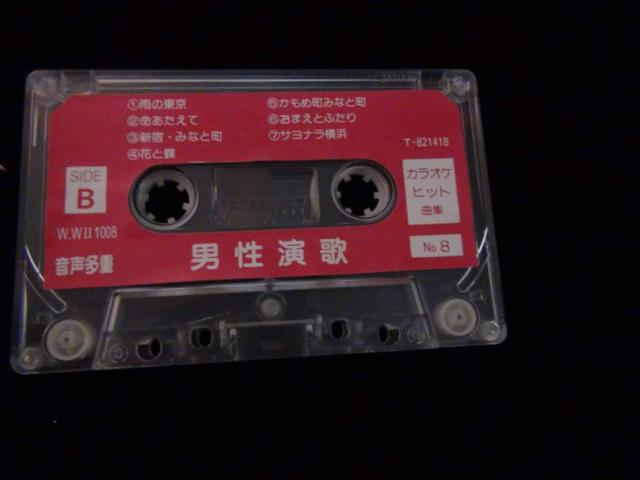 ①雨の東京
②命あたえて
③新宿・みなと町
④花と蝶
⑤かもめ町みなと町
⑥おまえとふたり
⑦サヨナラ横浜
T-821418
SIDE
B
カラオケ
ヒット
曲集
W.WII1008
No 8
音声多重
男性演歌